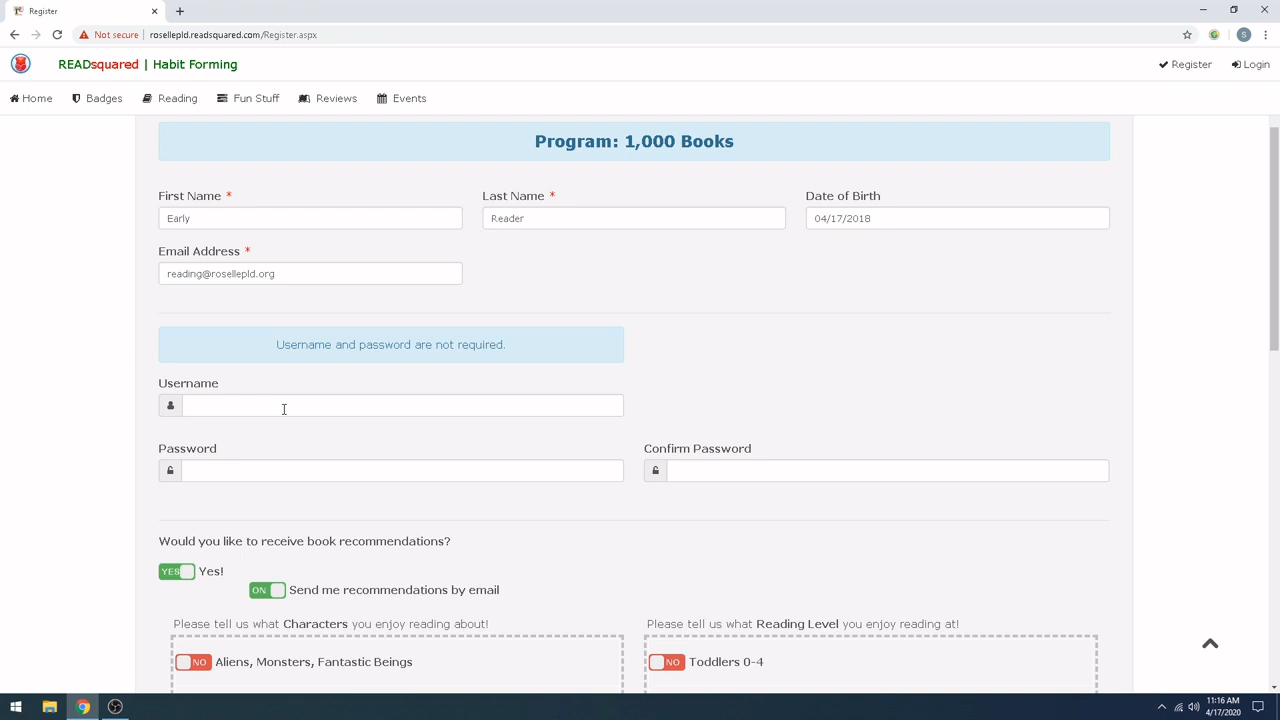 Register
Not secure
rosellepld.readsquared.com/Register.aspx
S
READsquared | Habit Forming
Register
Login
Home
Badges
Reading
Fun Stuff
Reviews
Events
Program: 1,000 Books
First Name *
Last Name *
Date of Birth
Early
Reader
04/17/2018
Email Address *
reading@rosellepld.org
Username and password are not required.
Username
Password
Confirm Password
Would you like to receive book recommendations?
YES Yes!
ON Send me recommendations by email
Please tell us what Characters you enjoy reading about!
Please tell us what Reading Level you enjoy reading at!
NO Aliens, Monsters, Fantastic Beings
NO Toddlers 0-4
11:16 AM
4/17/2020